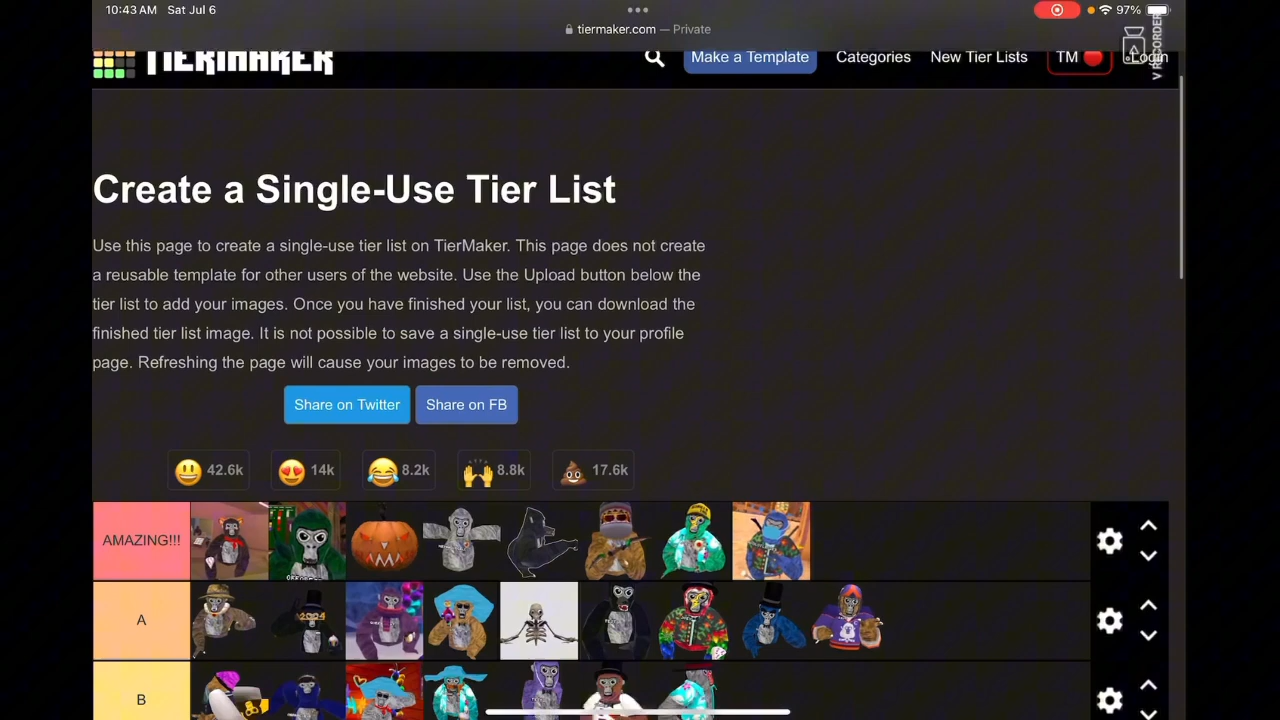 10:43 AM Sat Jul 6
97%
tiermaker.com — Private
TIERMAKER
Make a Template
Categories
New Tier Lists
TM
Login
V RECORDER
Create a Single-Use Tier List
Use this page to create a single-use tier list on TierMaker. This page does not create
a reusable template for other users of the website. Use the Upload button below the
tier list to add your images. Once you have finished your list, you can download the
finished tier list image. It is not possible to save a single-use tier list to your profile
page. Refreshing the page will cause your images to be removed.
Share on Twitter
Share on FB
42.6k
14k
8.2k
8.8k
17.6k
AMAZING!!!
A
B